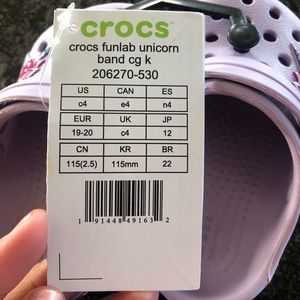 crocs™
crocs funlab unicorn
band cg k
206270-530
US CAN ES
c4 e4 n4
EUR UK JP
19-20 c4 12
CN KR BR
115(2.5) 115mm 22
1 91448 49163 2